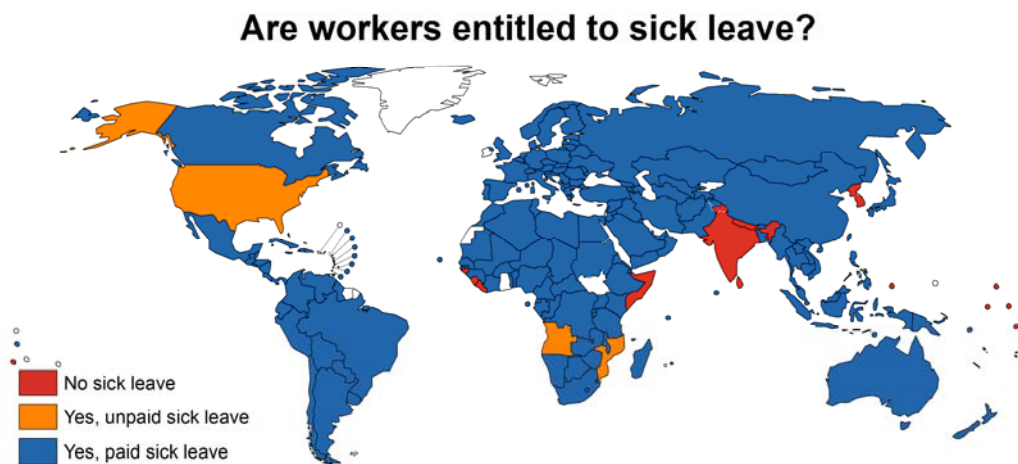 Are workers entitled to sick leave?
No sick leave
Yes, unpaid sick leave
Yes, paid sick leave